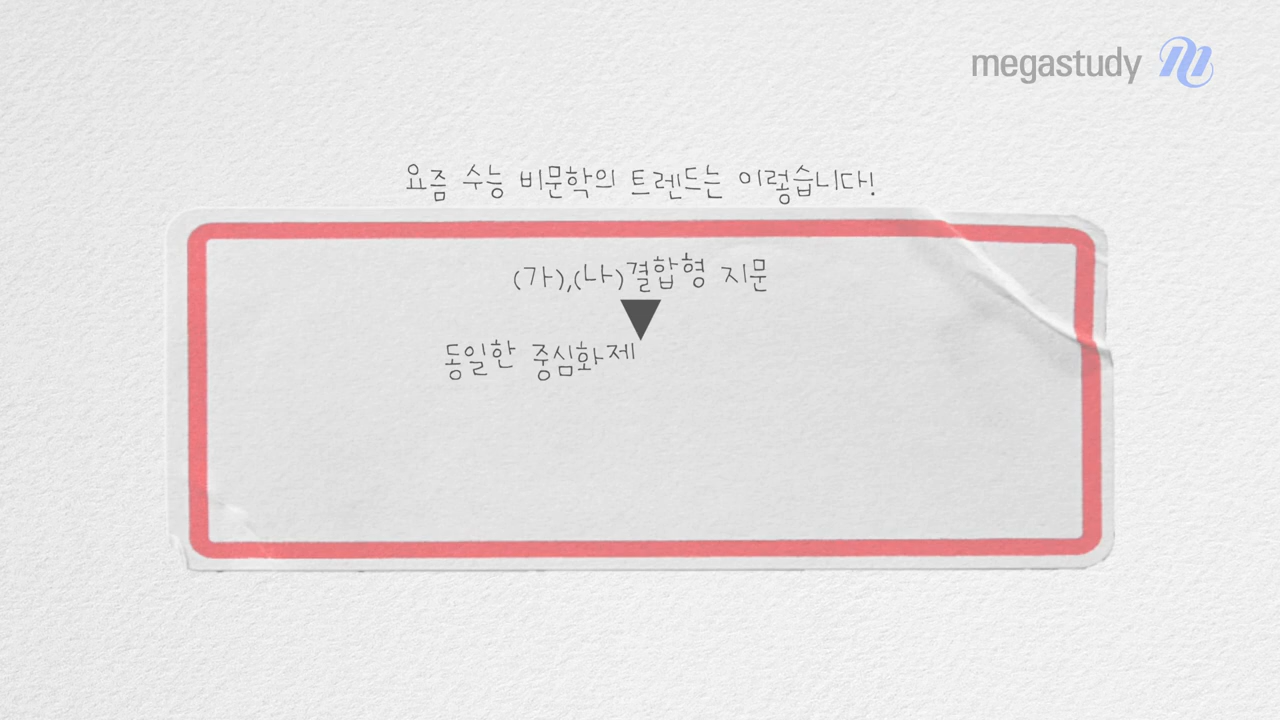 megastudy
요즘 수능 비문학의 트렌드는 이렇습니다!
(가),(나)결합형 지문
동일한 중심화제